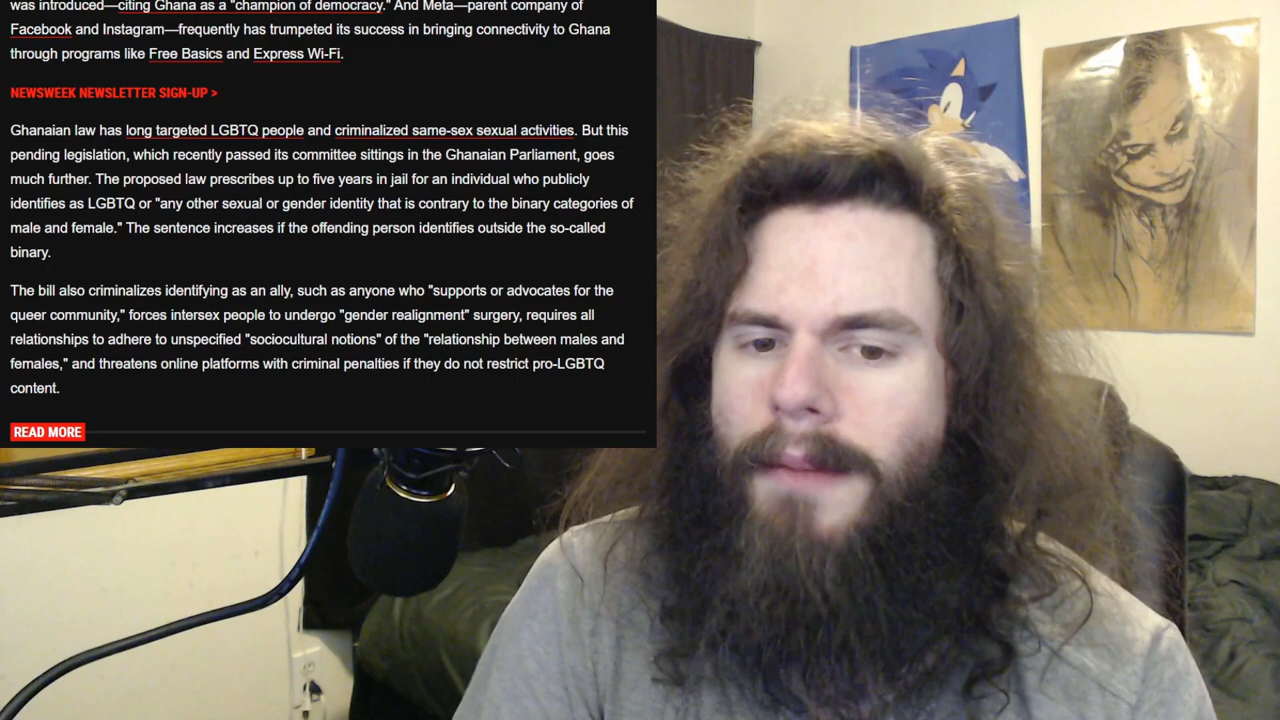 was introduced—citing Ghana as a "champion of democracy." And Meta—parent company of
Facebook and Instagram—frequently has trumpeted its success in bringing connectivity to Ghana
through programs like Free Basics and Express Wi-Fi.
NEWSWEEK NEWSLETTER SIGN-UP >
Ghanaian law has long targeted LGBTQ people and criminalized same-sex sexual activities. But this
pending legislation, which recently passed its committee sittings in the Ghanaian Parliament, goes
much further. The proposed law prescribes up to five years in jail for an individual who publicly
identifies as LGBTQ or "any other sexual or gender identity that is contrary to the binary categories of
male and female." The sentence increases if the offending person identifies outside the so-called
binary.
The bill also criminalizes identifying as an ally, such as anyone who "supports or advocates for the
queer community," forces intersex people to undergo "gender realignment" surgery, requires all
relationships to adhere to unspecified "sociocultural notions" of the "relationship between males and
females," and threatens online platforms with criminal penalties if they do not restrict pro-LGBTQ
content.
READ MORE